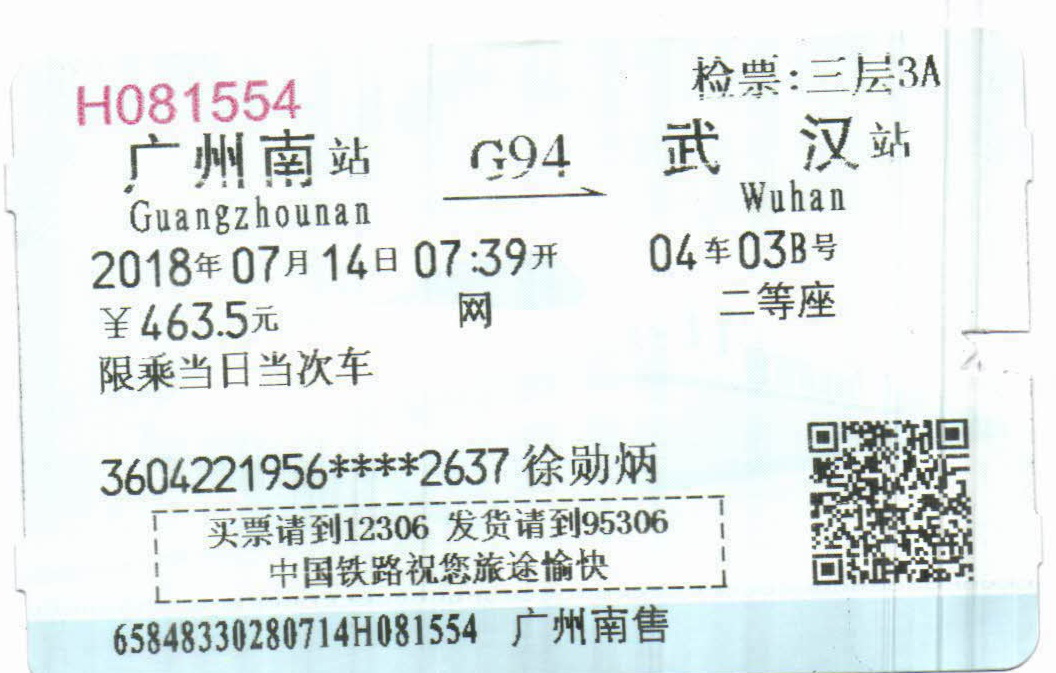 H081554
检票:三层3A
广州南站 G94 武汉站
Guangzhounan Wuhan
2018年07月14日07:39开 04车03B号
¥463.5元 网 二等座
限乘当日当次车
3604221956****2637徐勋炳
买票请到12306 发货请到95306
中国铁路祝您旅途愉快
65848330280714H081554 广州南售